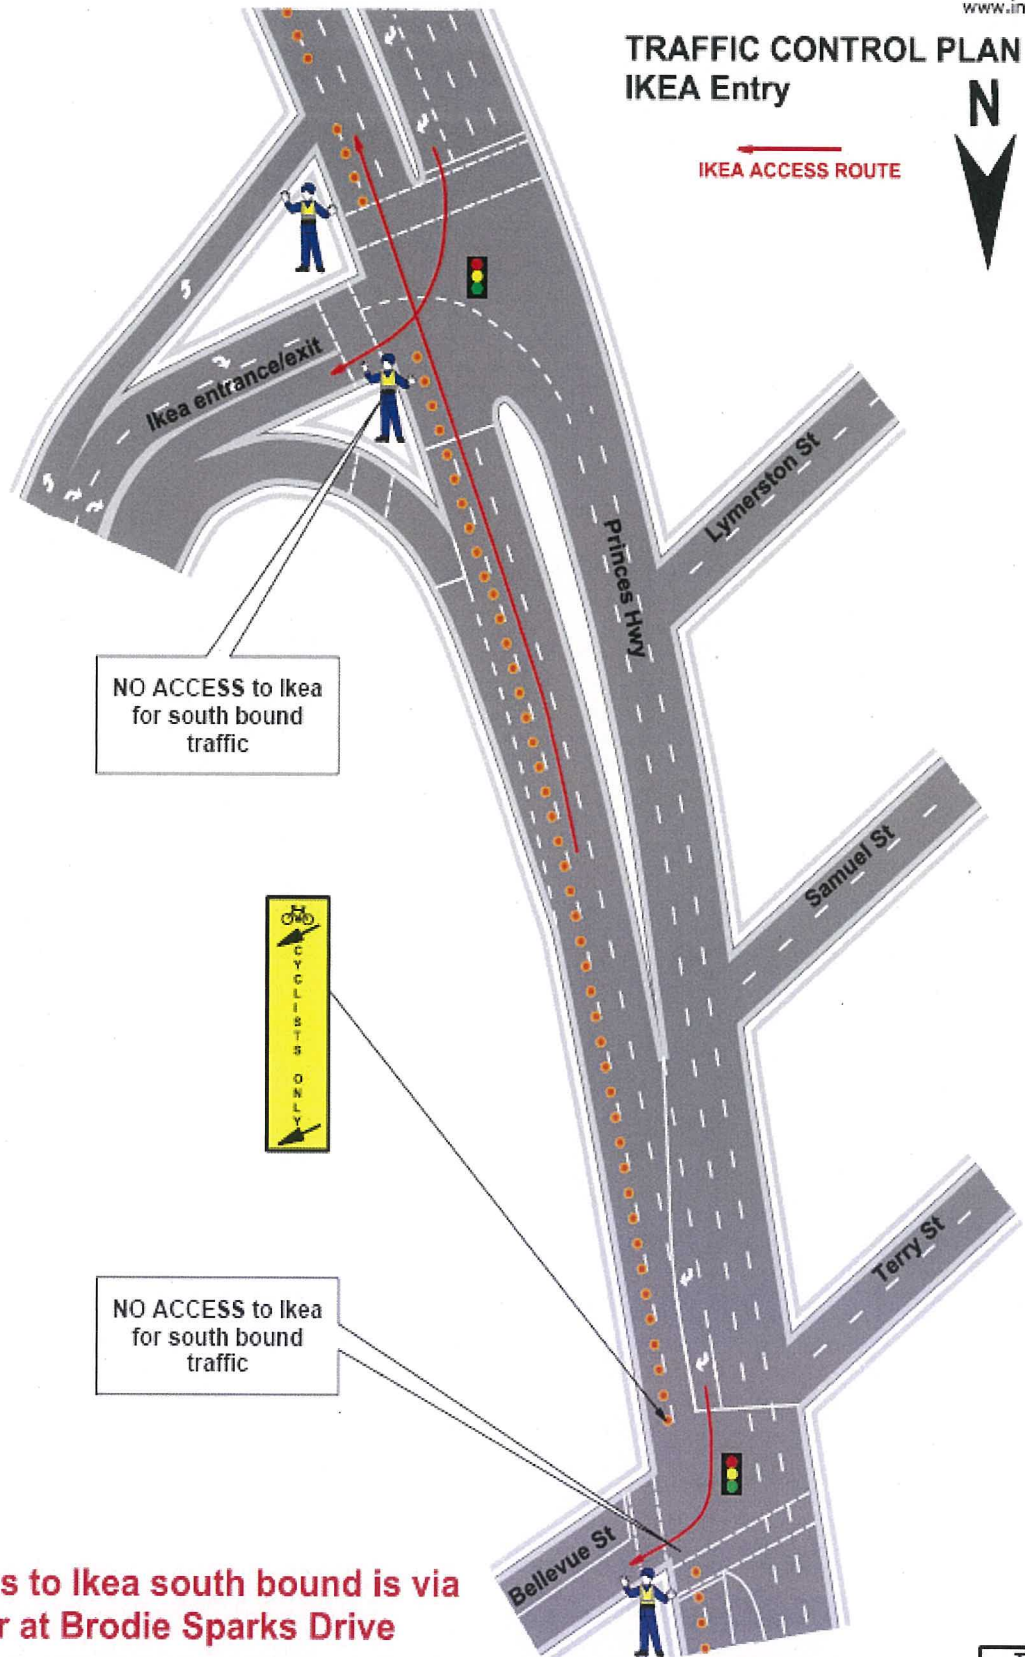 www.in
TRAFFIC CONTROL PLAN
IKEA Entry
N
IKEA ACCESS ROUTE
Ikea entrance/exit
Lymerston St
Princes Hwy
NO ACCESS to Ikea
for south bound
traffic
Samuel St
CYCLISTS ONLY
Terry St
NO ACCESS to Ikea
for south bound
traffic
Bellevue St
s to Ikea south bound is via
r at Brodie Sparks Drive